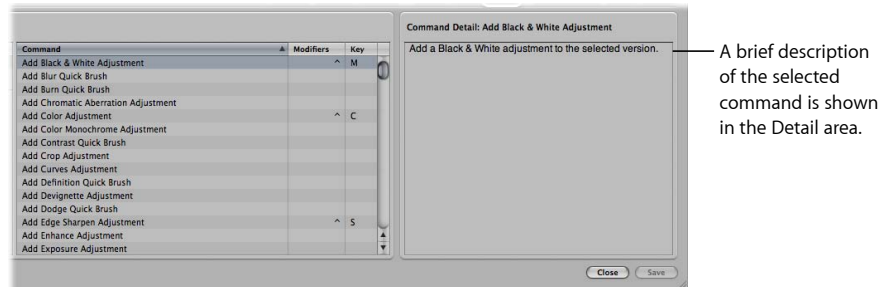 Command Modifiers Key
Add Black & White Adjustment ^ M
Add Blur Quick Brush
Add Burn Quick Brush
Add Chromatic Aberration Adjustment
Add Color Adjustment ^ C
Add Color Monochrome Adjustment
Add Contrast Quick Brush
Add Crop Adjustment
Add Curves Adjustment
Add Definition Quick Brush
Add Devignette Adjustment
Add Dodge Quick Brush
Add Edge Sharpen Adjustment ^ S
Add Enhance Adjustment
Add Exposure Adjustment
Command Detail: Add Black & White Adjustment
Add a Black & White adjustment to the selected version.
Close Save
A brief description
of the selected
command is shown
in the Detail area.